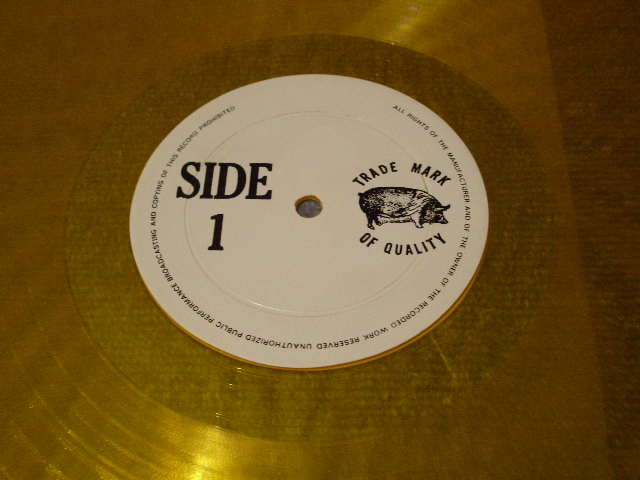 SIDE
1
TRADE MARK
OF QUALITY
ALL RIGHTS OF THE MANUFACTURER AND OF THE OWNER OF THE RECORDED WORK RESERVED UNAUTHORIZED PUBLIC PERFORMANCE BROADCASTING AND COPYING OF THIS RECORD PROHIBITED